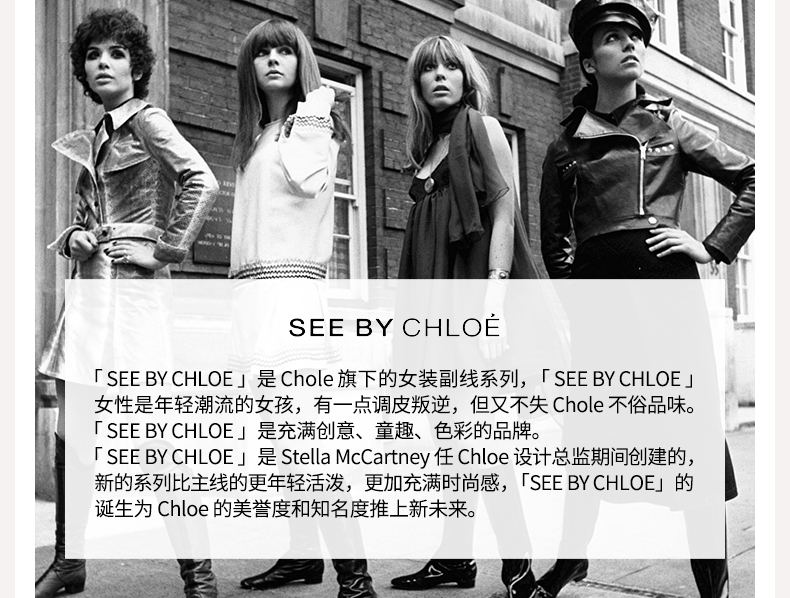 SEE BY CHLOÉ
「 SEE BY CHLOE 」是 Chole 旗下的女装副线系列，「 SEE BY CHLOE 」
女性是年轻潮流的女孩，有一点调皮叛逆，但又不失 Chole 不俗品味。
「 SEE BY CHLOE 」是充满创意、童趣、色彩的品牌。
「 SEE BY CHLOE 」是 Stella McCartney 任 Chloe 设计总监期间创建的，
新的系列比主线的更年轻活泼，更加充满时尚感，「SEE BY CHLOE」的
诞生为 Chloe 的美誉度和知名度推上新未来。